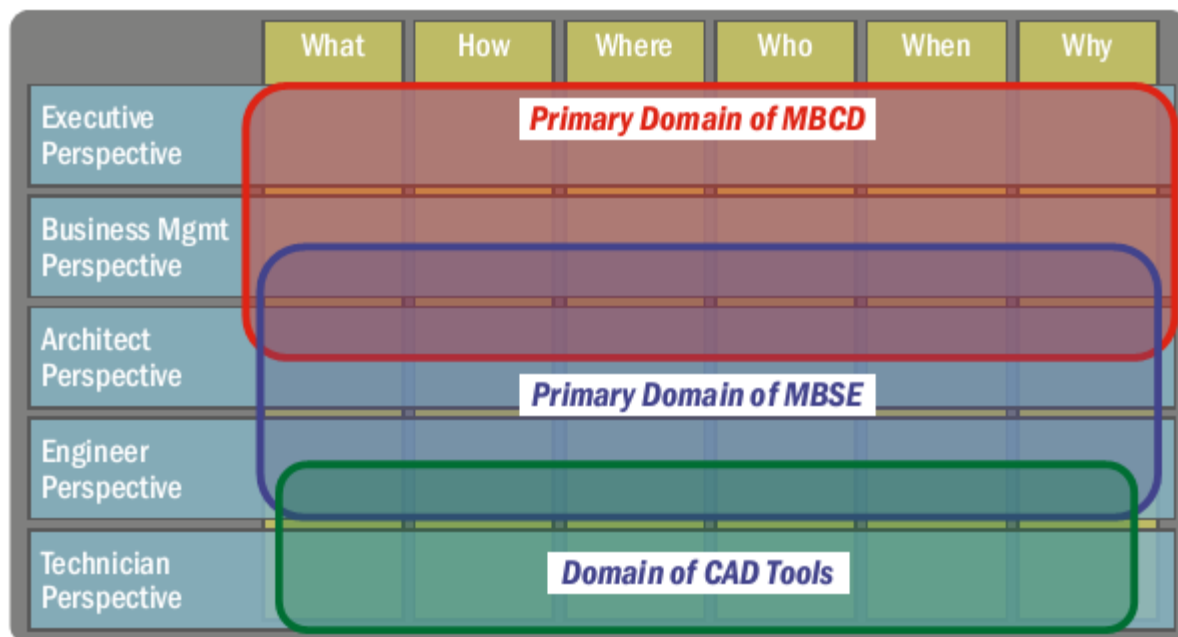 What How Where Who When Why
Executive
Perspective
Primary Domain of MBCD
Business Mgmt
Perspective
Architect
Perspective
Primary Domain of MBSE
Engineer
Perspective
Technician
Perspective
Domain of CAD Tools